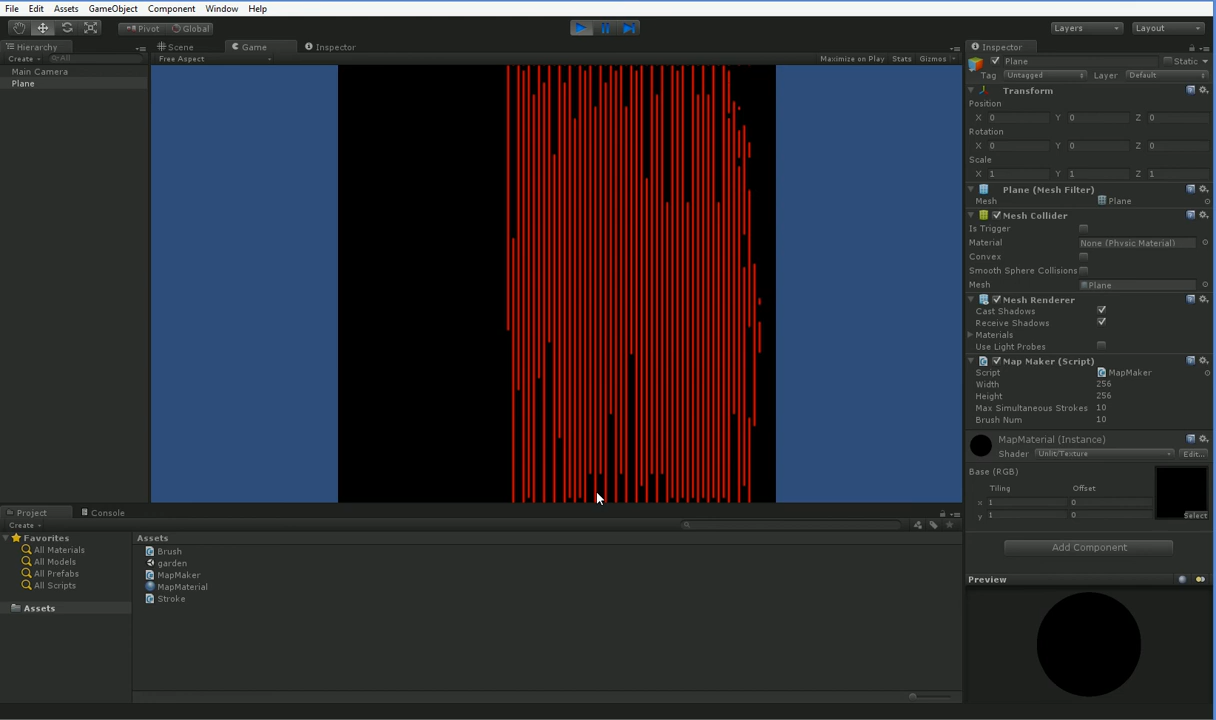 File Edit Assets GameObject Component Window Help
Pivot Global Layers Layout
Hierarchy Scene Game Inspector Inspector
Create All Free Aspect Maximize on Play Stats Gizmos
Main Camera
Plane
Plane Static
Tag Untagged Layer Default
Transform
Position
X 0 Y 0 Z 0
Rotation
X 0 Y 0 Z 0
Scale
X 1 Y 1 Z 1
Plane (Mesh Filter)
Mesh Plane
Mesh Collider
Is Trigger
Material None (Physic Material)
Convex
Smooth Sphere Collisions
Mesh Plane
Mesh Renderer
Cast Shadows
Receive Shadows
Materials
Use Light Probes
Map Maker (Script)
Script MapMaker
Width 256
Height 256
Max Simultaneous Strokes 10
Brush Num 10
MapMaterial (Instance)
Shader Unlit/Texture Edit...
Base (RGB)
Tiling Offset
x 1 0
y 1 0
Select
Add Component
Preview
Project Console
Create
Favorites
All Materials
All Models
All Prefabs
All Scripts
Assets
Assets
Brush
garden
MapMaker
MapMaterial
Stroke